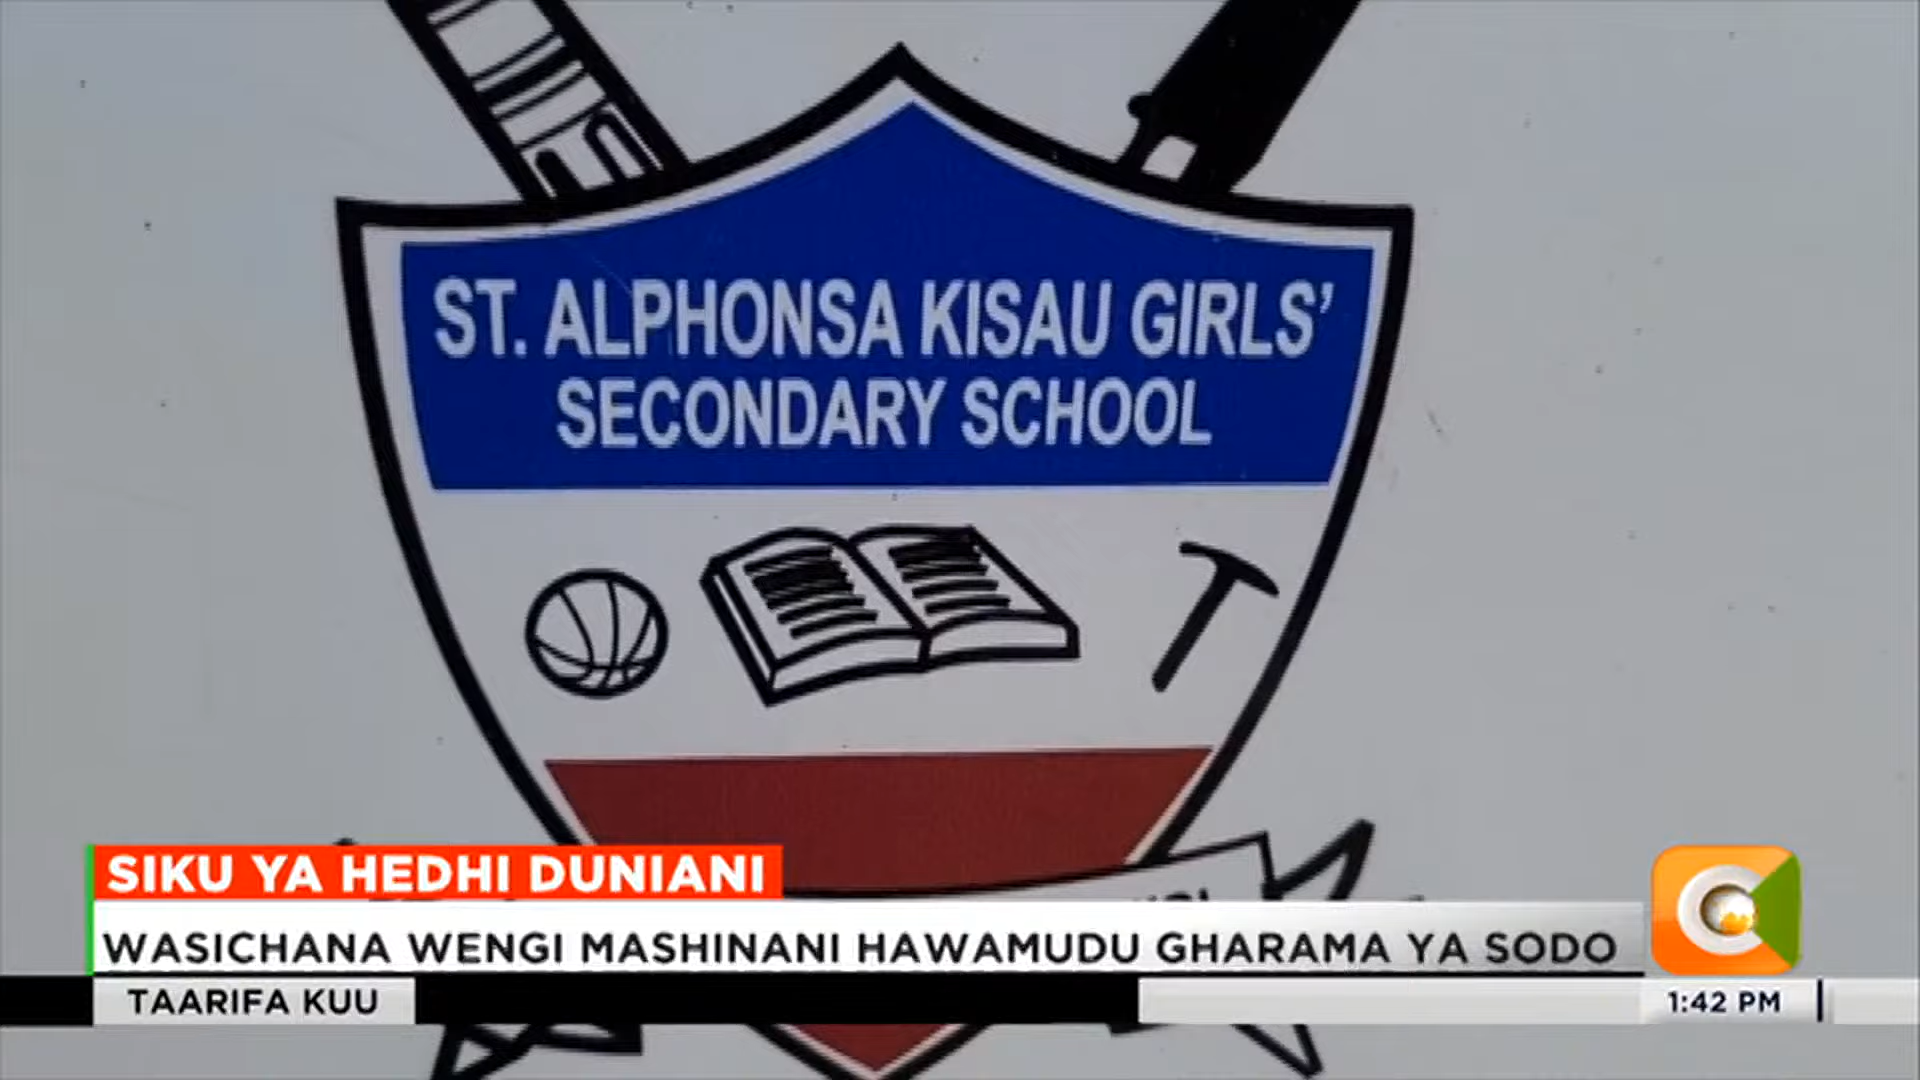 ST. ALPHONSA KISAU GIRLS'
SECONDARY SCHOOL
SIKU YA HEDHI DUNIANI
WASICHANA WENGI MASHINANI HAWAMUDU GHARAMA YA SODO
TAARIFA KUU
1:42 PM